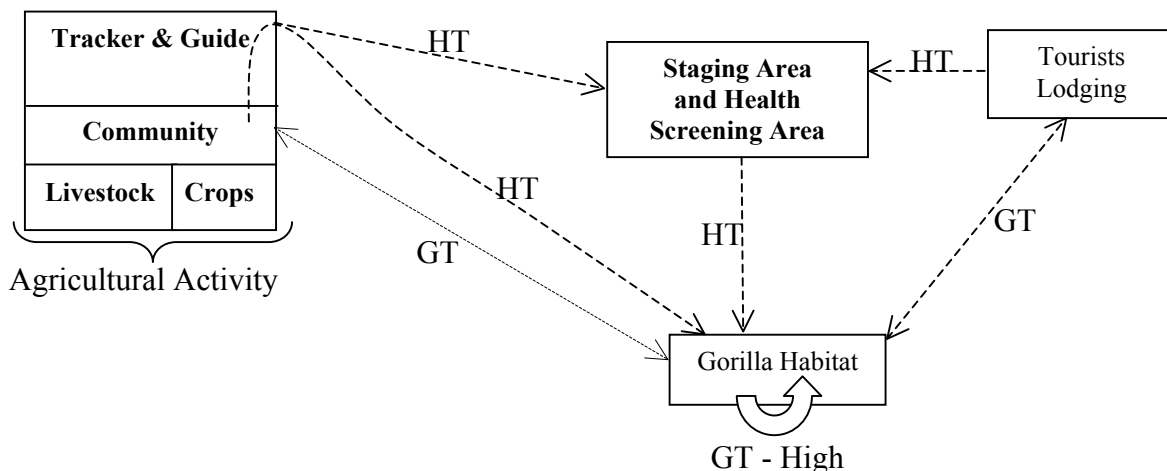 Tracker & Guide
Community
Livestock
Crops
Agricultural Activity
HT
HT
GT
Staging Area
and Health
Screening Area
HT
HT
Tourists
Lodging
GT
Gorilla Habitat
GT - High